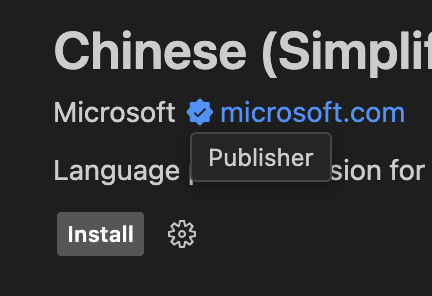 Chinese (Simplif
Microsoft microsoft.com
Publisher
Language sion for
Install